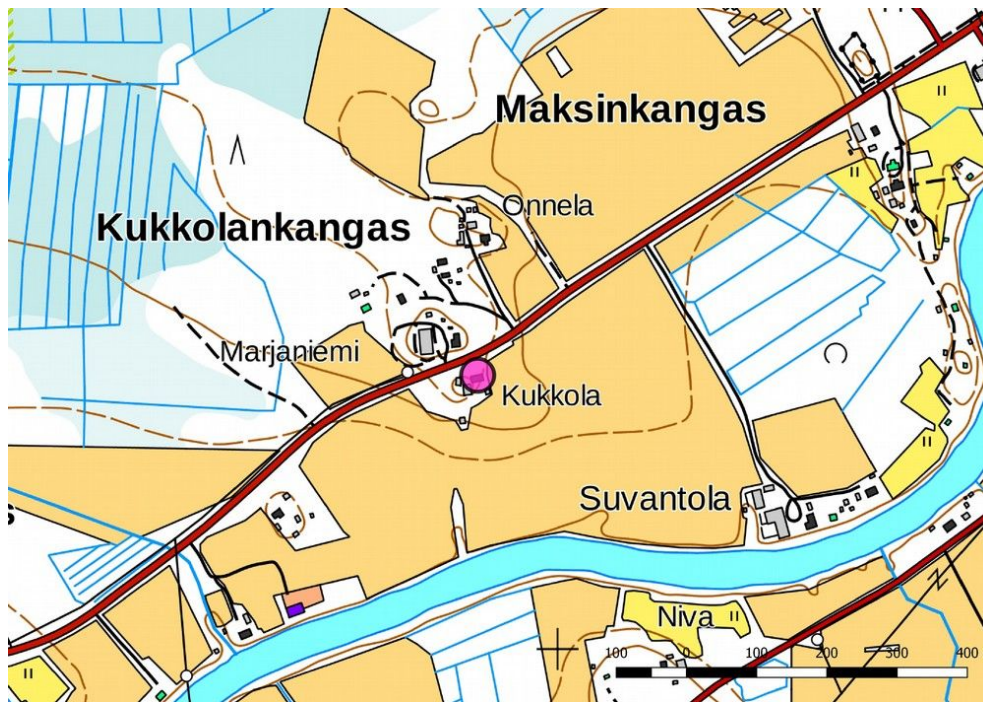 Maksinkangas
Onnela
Kukkolankangas
Marjaniemi
Kukkola
Suvantola
Niva
100 0 100 200 300 400